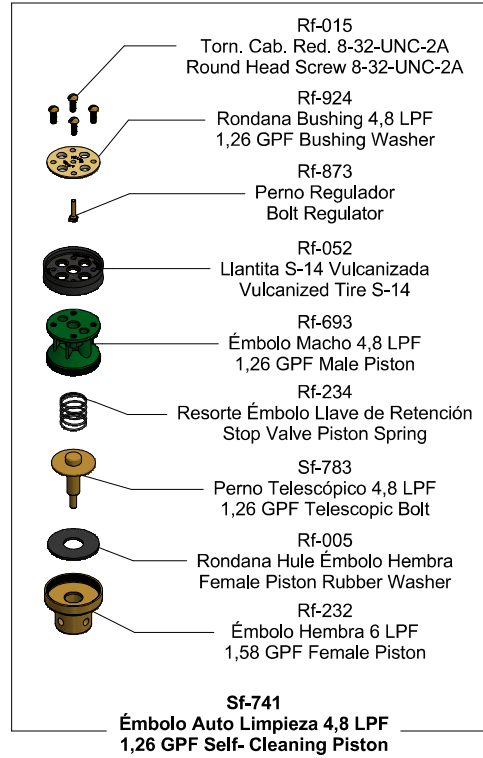 Rf-015
Torn. Cab. Red. 8-32-UNC-2A
Round Head Screw 8-32-UNC-2A
Rf-924
Rondana Bushing 4,8 LPF
1,26 GPF Bushing Washer
Rf-873
Perno Regulador
Bolt Regulator
Rf-052
Llantita S-14 Vulcanizada
Vulcanized Tire S-14
Rf-693
Émbolo Macho 4,8 LPF
1,26 GPF Male Piston
Rf-234
Resorte Émbolo Llave de Retención
Stop Valve Piston Spring
Sf-783
Perno Telescópico 4,8 LPF
1,26 GPF Telescopic Bolt
Rf-005
Rondana Hule Émbolo Hembra
Female Piston Rubber Washer
Rf-232
Émbolo Hembra 6 LPF
1,58 GPF Female Piston
Sf-741
Émbolo Auto Limpieza 4,8 LPF
1,26 GPF Self- Cleaning Piston